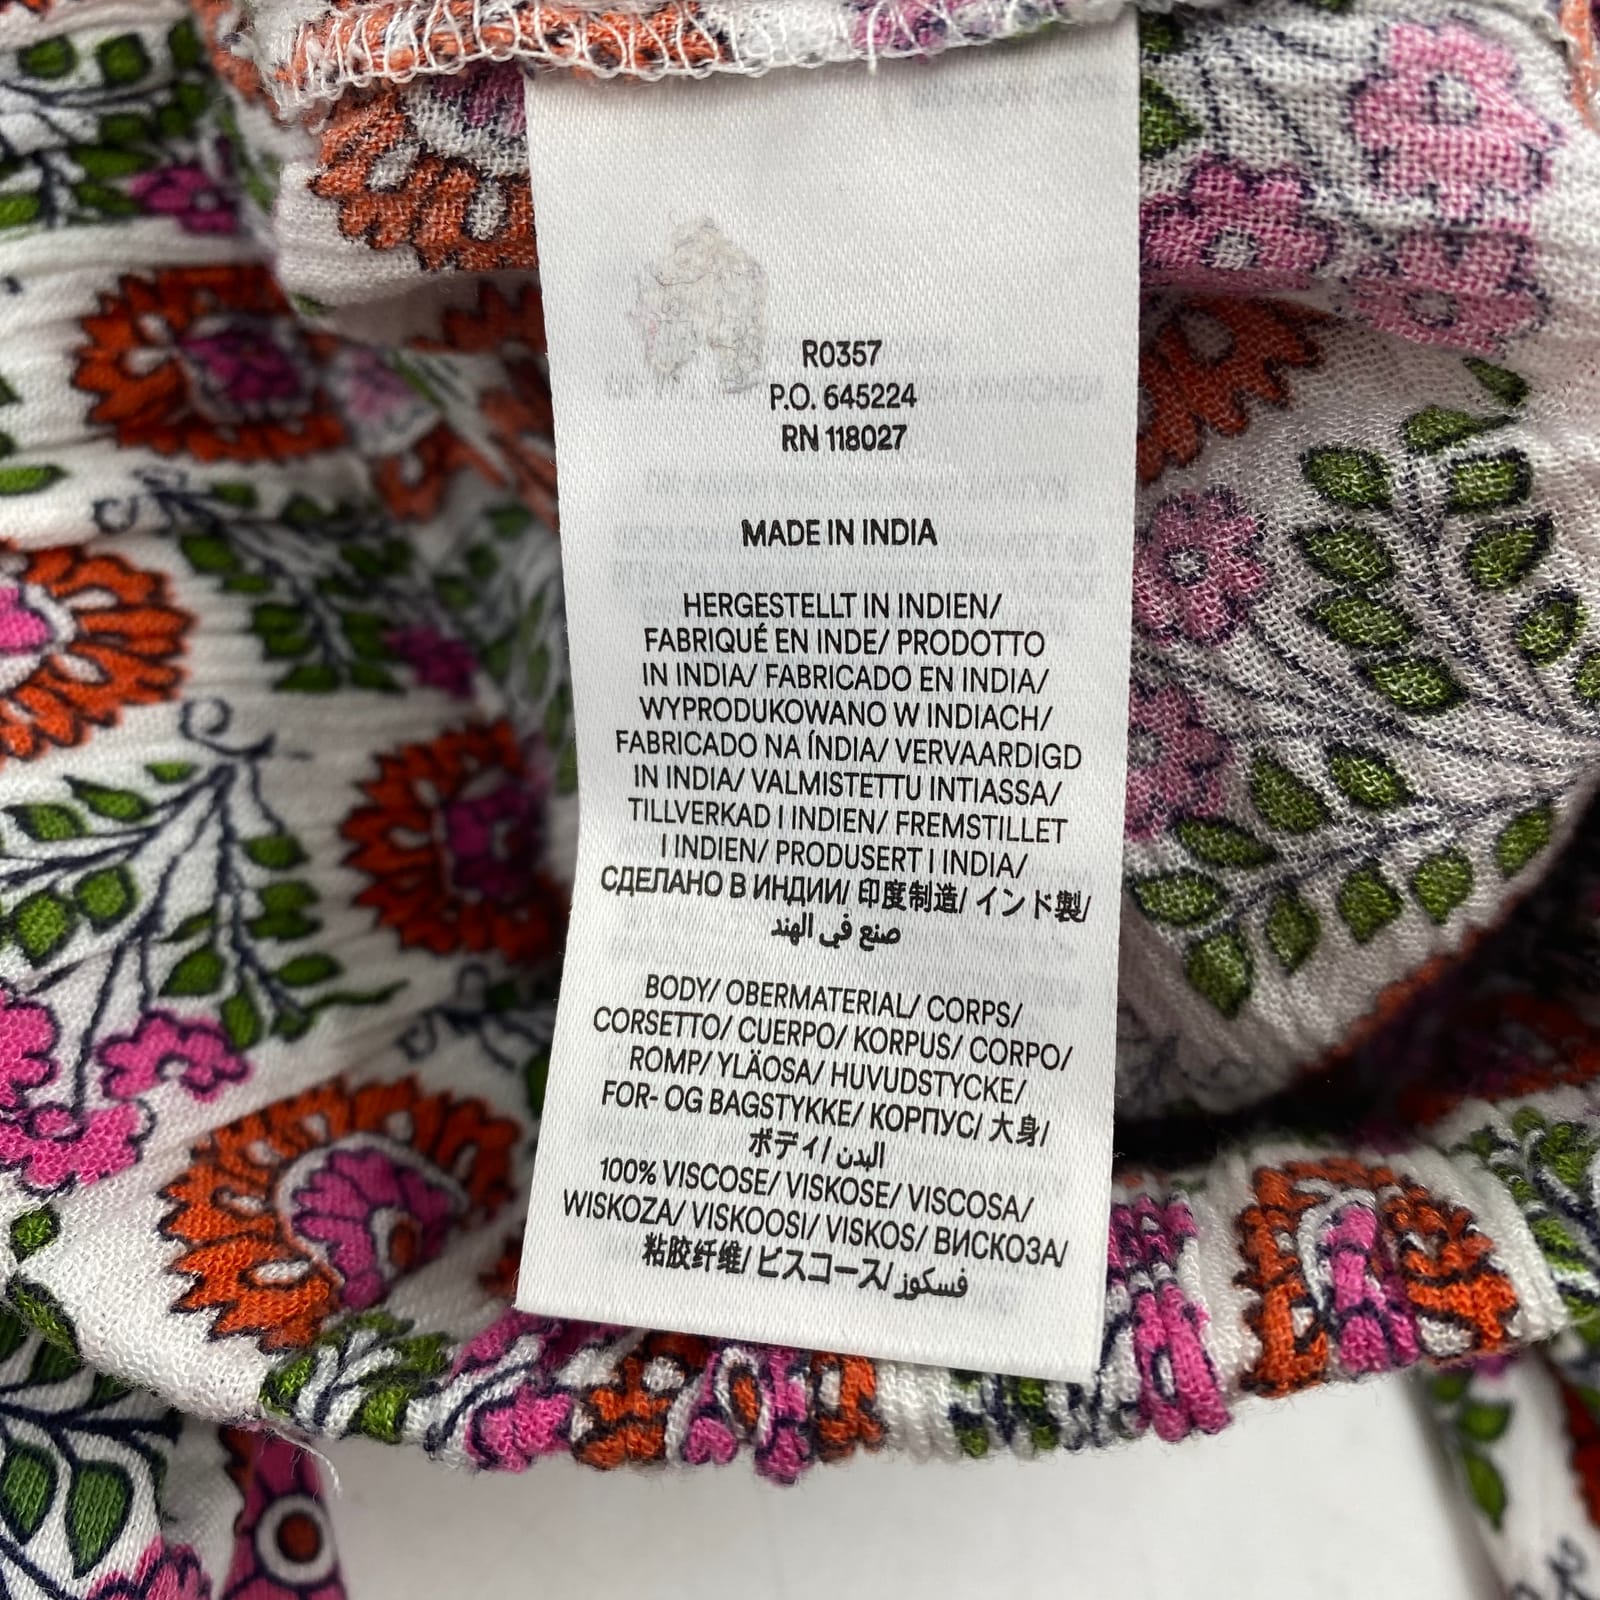 R0357
P.O. 645224
RN 118027
MADE IN INDIA
HERGESTELLT IN INDIEN/
FABRIQUÉ EN INDE/ PRODOTTO
IN INDIA/ FABRICADO EN INDIA/
WYPRODUKOWANO W INDIACH/
FABRICADO NA ÍNDIA/ VERVAARDIGD
IN INDIA/ VALMISTETTU INTIASSA/
TILLVERKAD I INDIEN/ FREMSTILLET
I INDIEN/ PRODUSERT I INDIA/
СДЕЛАНО В ИНДИИ/ 印度制造/ インド製/
صنع في الهند
BODY/ OBERMATERIAL/ CORPS/
CORSETTO/ CUERPO/ KORPUS/ CORPO/
ROMP/ YLÄOSA/ HUVUDSTYCKE/
FOR- OG BAGSTYKKE/ КОРПУС/ 大身/
ボディ/ البدن
100% VISCOSE/ VISKOSE/ VISCOSA/
WISKOZA/ VISKOOSI/ VISKOS/ ВИСКОЗА/
粘胶纤维/ ビスコース/ فسكوز